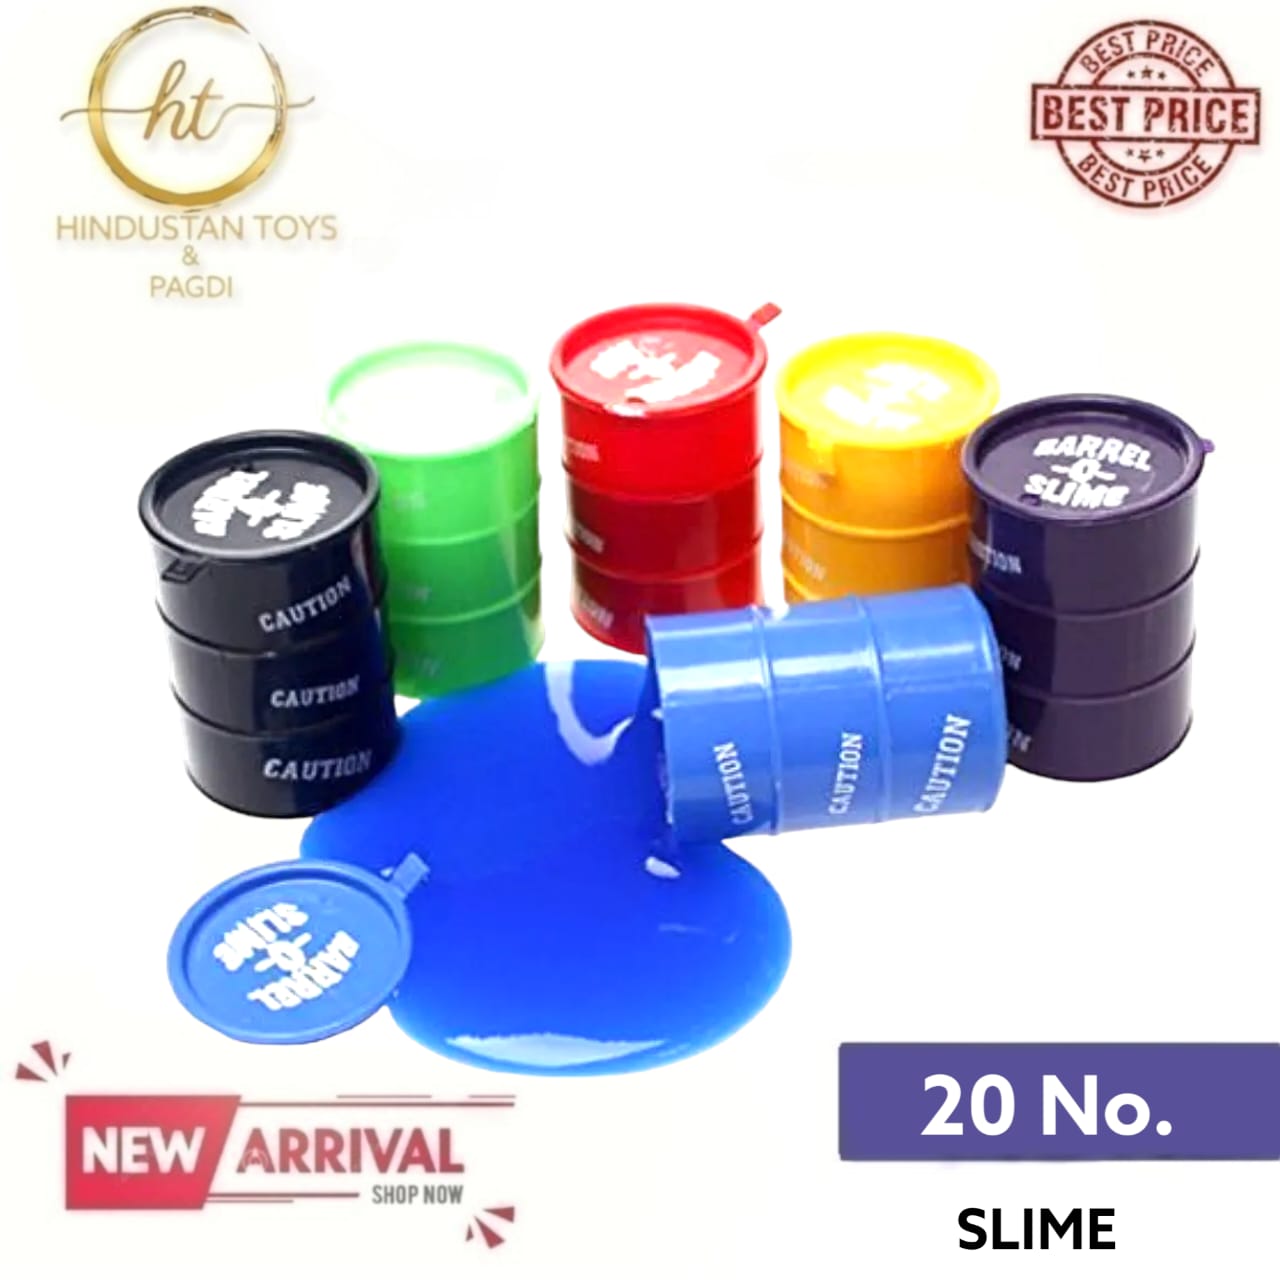 ht
HINDUSTAN TOYS
&
PAGDI
BEST PRICE
BEST PRICE
BEST PRICE
BARREL
-O-
SLIME
CAUTION
CAUTION
CAUTION
CAUTION
CAUTION
CAUTION
BARREL
-O-
SLIME
NEW ARRIVAL
SHOP NOW
20 No.
SLIME